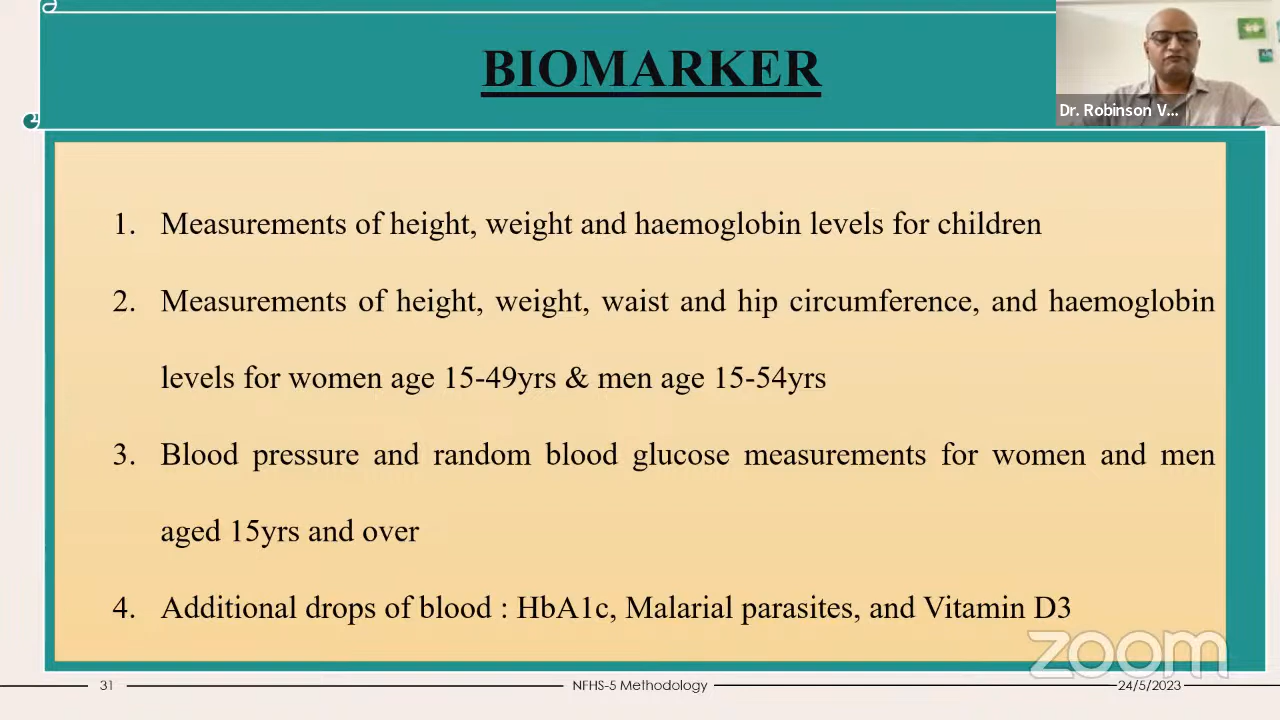 BIOMARKER
Dr. Robinson V...
1. Measurements of height, weight and haemoglobin levels for children
2. Measurements of height, weight, waist and hip circumference, and haemoglobin
levels for women age 15-49yrs & men age 15-54yrs
3. Blood pressure and random blood glucose measurements for women and men
aged 15yrs and over
4. Additional drops of blood : HbA1c, Malarial parasites, and Vitamin D3
zoom
31
NFHS-5 Methodology
24/5/2023